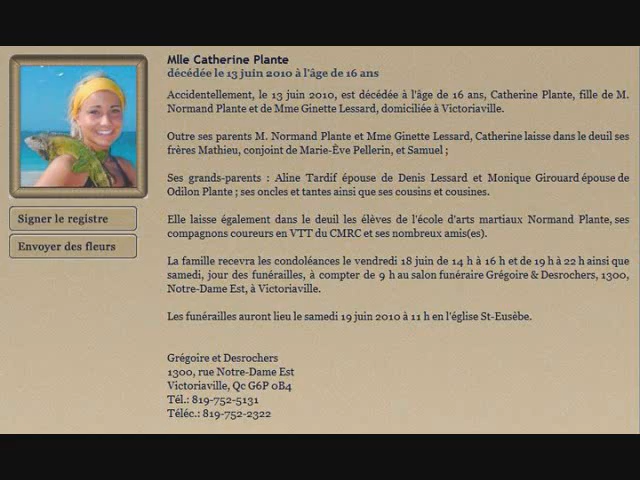 Mlle Catherine Plante
décédée le 13 juin 2010 à l'âge de 16 ans
Accidentellement, le 13 juin 2010, est décédée à l'âge de 16 ans, Catherine Plante, fille de M.
Normand Plante et de Mme Ginette Lessard, domiciliée à Victoriaville.
Outre ses parents M. Normand Plante et Mme Ginette Lessard, Catherine laisse dans le deuil ses
frères Mathieu, conjoint de Marie-Ève Pellerin, et Samuel ;
Ses grands-parents : Aline Tardif épouse de Denis Lessard et Monique Girouard épouse de
Odilon Plante ; ses oncles et tantes ainsi que ses cousins et cousines.
Elle laisse également dans le deuil les élèves de l'école d'arts martiaux Normand Plante, ses
compagnons coureurs en VTT du CMRC et ses nombreux amis(es).
La famille recevra les condoléances le vendredi 18 juin de 14 h à 16 h et de 19 h à 22 h ainsi que
samedi, jour des funérailles, à compter de 9 h au salon funéraire Grégoire & Desrochers, 1300,
Notre-Dame Est, à Victoriaville.
Les funérailles auront lieu le samedi 19 juin 2010 à 11 h en l'église St-Eusèbe.
Grégoire et Desrochers
1300, rue Notre-Dame Est
Victoriaville, Qc G6P 0B4
Tél.: 819-752-5131
Téléc.: 819-752-2322
Signer le registre
Envoyer des fleurs